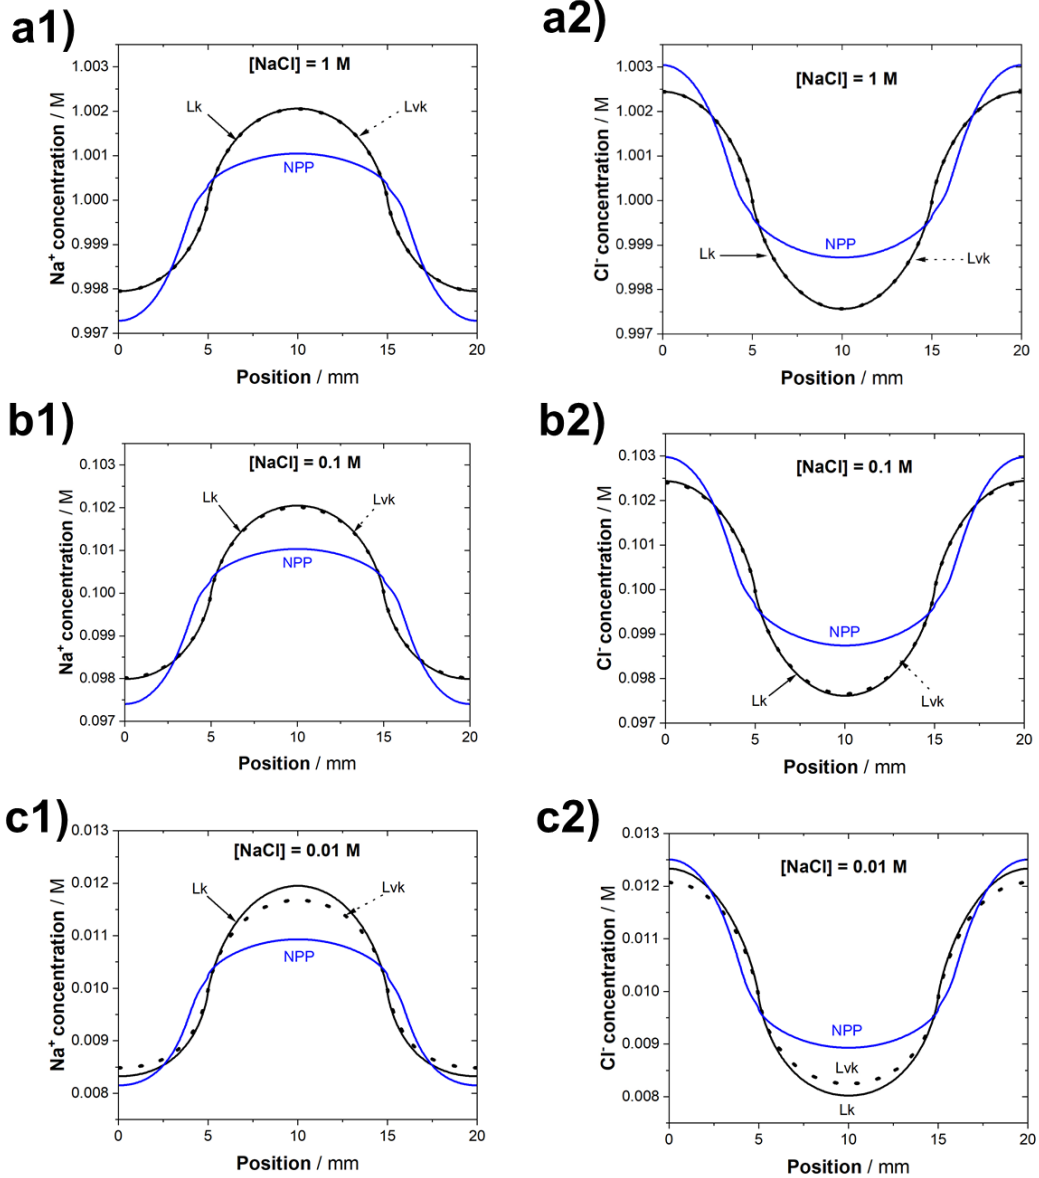 a1)
[NaCl] = 1 M
Na⁺ concentration / M
1.003
1.002
1.001
1.000
0.999
0.998
0.997
Lk
Lvk
NPP
0
5
10
15
20
Position / mm
a2)
[NaCl] = 1 M
Cl⁻ concentration / M
1.003
1.002
1.001
1.000
0.999
0.998
0.997
NPP
Lk
Lvk
0
5
10
15
20
Position / mm
b1)
[NaCl] = 0.1 M
Na⁺ concentration / M
0.103
0.102
0.101
0.100
0.099
0.098
0.097
Lk
Lvk
NPP
0
5
10
15
20
Position / mm
b2)
[NaCl] = 0.1 M
Cl⁻ concentration / M
0.103
0.102
0.101
0.100
0.099
0.098
0.097
NPP
Lk
Lvk
0
5
10
15
20
Position / mm
c1)
[NaCl] = 0.01 M
Na⁺ concentration / M
0.013
0.012
0.011
0.010
0.009
0.008
Lk
Lvk
NPP
0
5
10
15
20
Position / mm
c2)
[NaCl] = 0.01 M
Cl⁻ concentration / M
0.013
0.012
0.011
0.010
0.009
0.008
NPP
Lvk
Lk
0
5
10
15
20
Position / mm